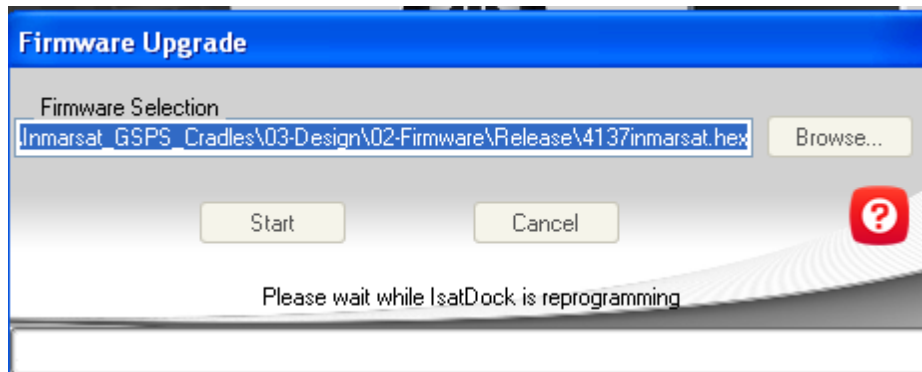 Firmware Upgrade
Firmware Selection
.Inmarsat_GSPS_Cradles\03-Design\02-Firmware\Release\4137inmarsat.hex
Browse...
Start
Cancel
?
Please wait while IsatDock is reprogramming